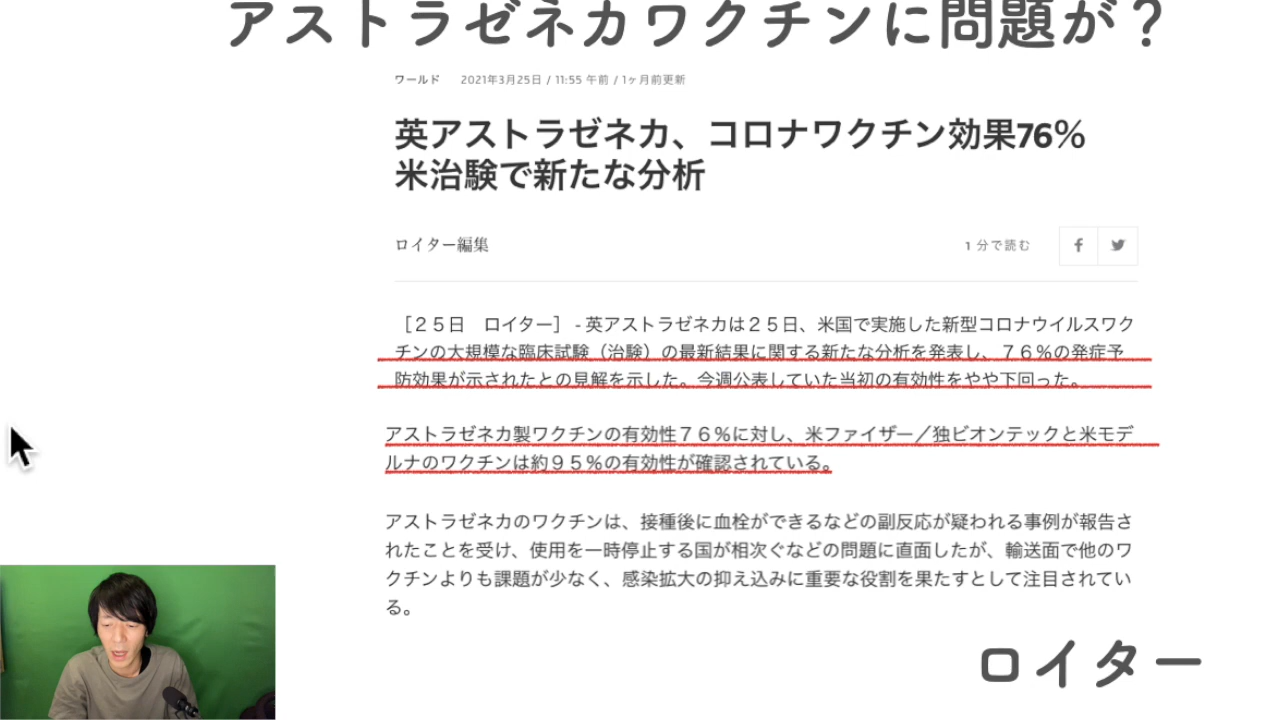 アストラゼネカワクチンに問題が？
ワールド 2021年3月25日 / 11:55 午前 / 1ヶ月前更新
英アストラゼネカ、コロナワクチン効果76%
米治験で新たな分析
ロイター編集
1 分で読む
［２５日　ロイター］ - 英アストラゼネカは２５日、米国で実施した新型コロナウイルスワク
チンの大規模な臨床試験（治験）の最新結果に関する新たな分析を発表し、７６％の発症予
防効果が示されたとの見解を示した。今週公表していた当初の有効性をやや下回った。
アストラゼネカ製ワクチンの有効性７６％に対し、米ファイザー／独ビオンテックと米モデ
ルナのワクチンは約９５％の有効性が確認されている。
アストラゼネカのワクチンは、接種後に血栓ができるなどの副反応が疑われる事例が報告さ
れたことを受け、使用を一時停止する国が相次ぐなどの問題に直面したが、輸送面で他のワ
クチンよりも課題が少なく、感染拡大の抑え込みに重要な役割を果たすとして注目されてい
る。
ロイター